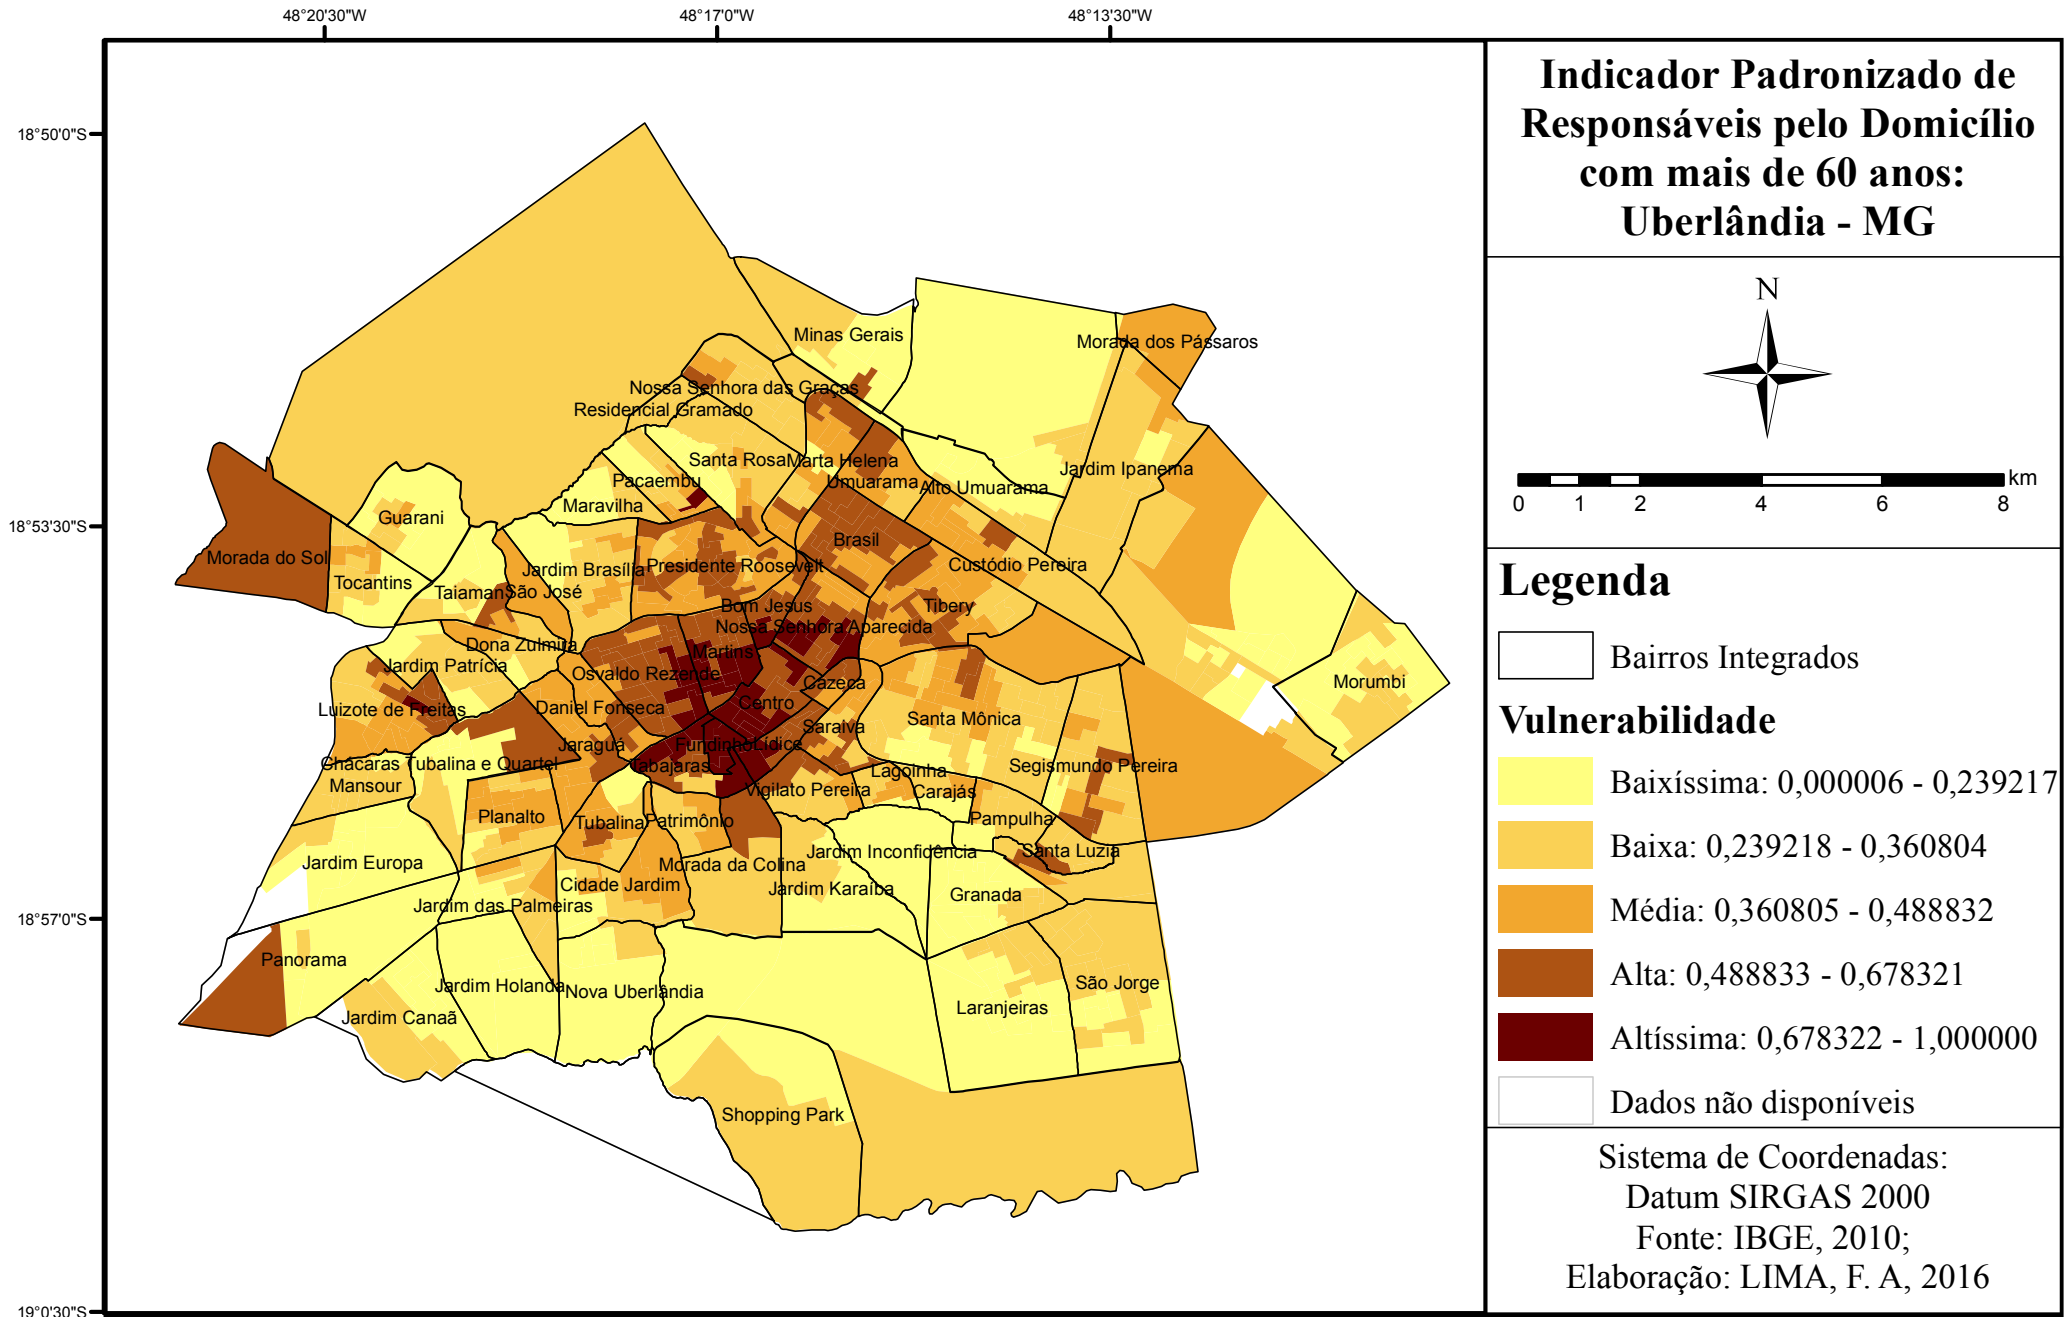 48°20'30"W
48°17'0"W
48°13'30"W
18°50'0"S
18°53'30"S
18°57'0"S
19°0'30"S
Minas Gerais
Morada dos Pássaros
Nossa Senhora das Graças
Residencial Gramado
Santa Rosa
Marta Helena
Jardim Ipanema
Pacaembu
Umuarama
Alto Umuarama
Maravilha
Guarani
Brasil
Morada do Sol
Jardim Brasília
Presidente Roosevelt
Custódio Pereira
Tocantins
Taiaman
São José
Bom Jesus
Tibery
Nossa Senhora Aparecida
Dona Zulmira
Martins
Jardim Patrícia
Osvaldo Rezende
Cazeca
Morumbi
Luizote de Freitas
Daniel Fonseca
Centro
Santa Mônica
Saraiva
Jaraguá
Fundinho
Lídice
Chácaras Tubalina e Quartel
Tabajaras
Lagoinha
Segismundo Pereira
Mansour
Vigilato Pereira
Carajás
Planalto
Tubalina
Patrimônio
Pampulha
Jardim Europa
Morada da Colina
Jardim Inconfidência
Santa Luzia
Cidade Jardim
Jardim Karaíba
Granada
Jardim das Palmeiras
Panorama
Jardim Holanda
Nova Uberlândia
São Jorge
Laranjeiras
Jardim Canaã
Shopping Park
Indicador Padronizado de
Responsáveis pelo Domicílio
com mais de 60 anos:
Uberlândia - MG
N
km
0 1 2 4 6 8
Legenda
Bairros Integrados
Vulnerabilidade
Baixíssima: 0,000006 - 0,239217
Baixa: 0,239218 - 0,360804
Média: 0,360805 - 0,488832
Alta: 0,488833 - 0,678321
Altíssima: 0,678322 - 1,000000
Dados não disponíveis
Sistema de Coordenadas:
Datum SIRGAS 2000
Fonte: IBGE, 2010;
Elaboração: LIMA, F. A, 2016